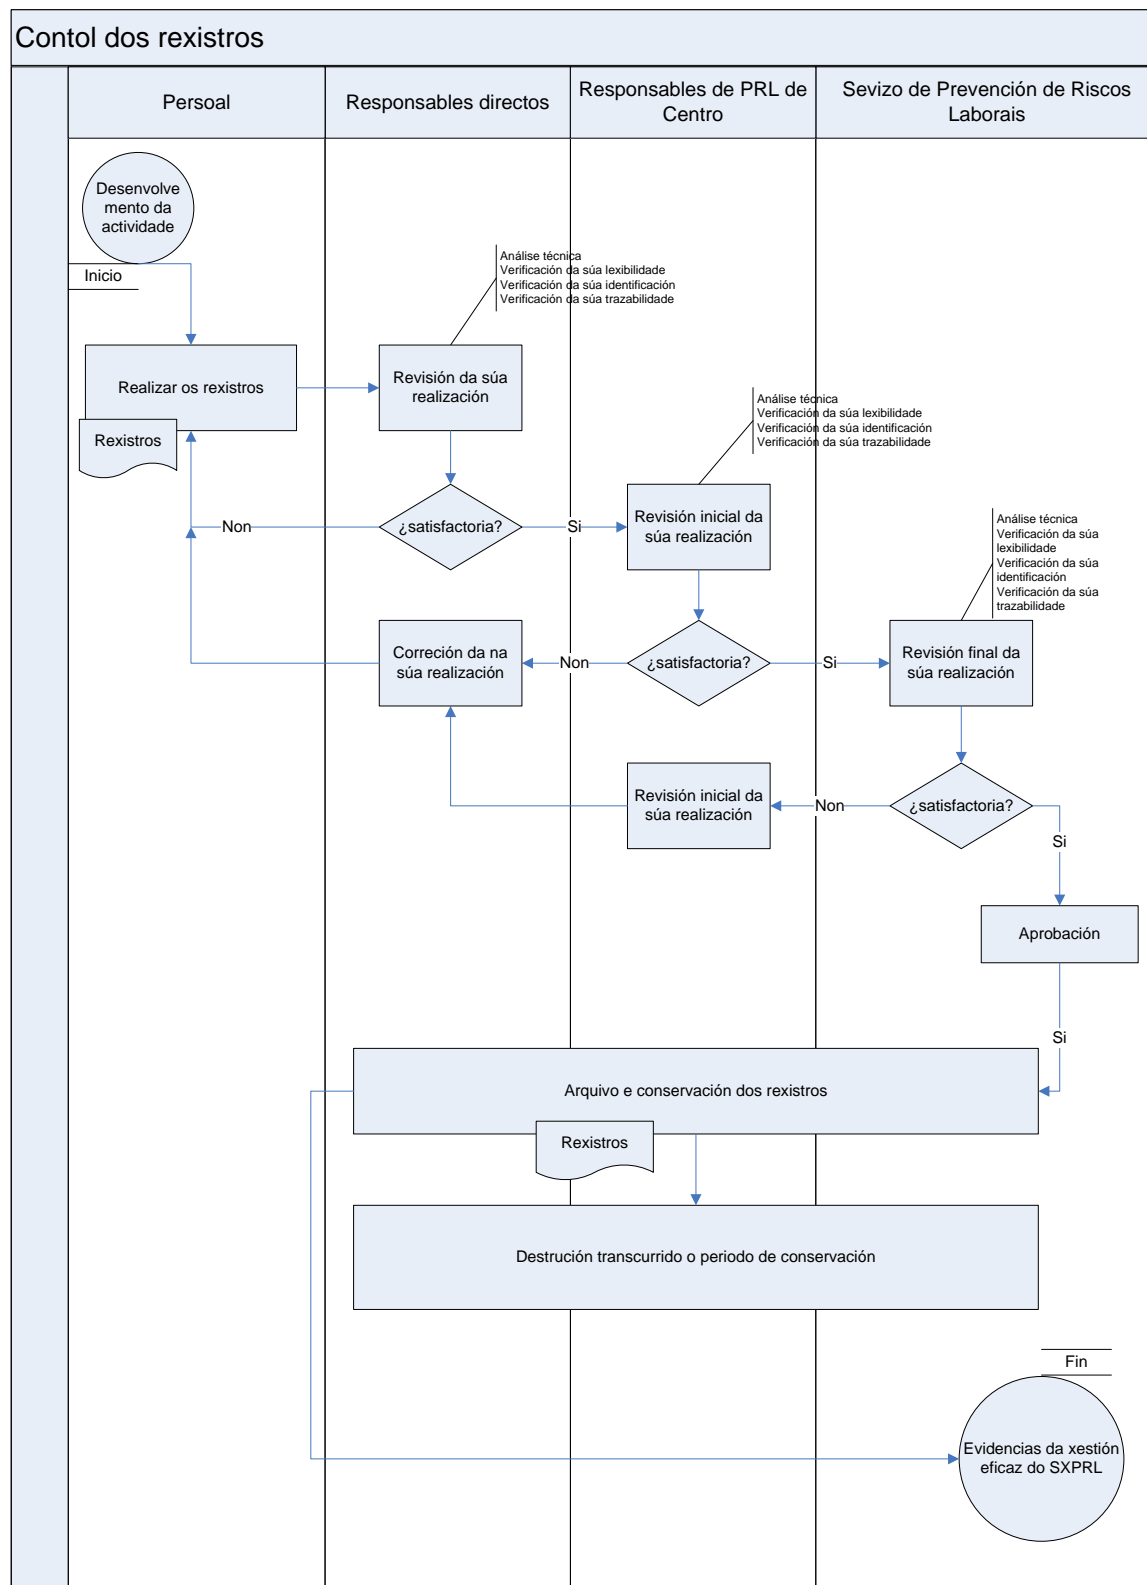 Contol dos rexistros
Persoal
Responsables directos
Responsables de PRL de
Centro
Sevizo de Prevención de Riscos
Laborais
Desenvolve
mento da
actividade
Inicio
Análise técnica
Verificación da súa lexibilidade
Verificación da súa identificación
Verificación da súa trazabilidade
Realizar os rexistros
Rexistros
Revisión da súa
realización
Análise técnica
Verificación da súa lexibilidade
Verificación da súa identificación
Verificación da súa trazabilidade
Non
¿satisfactoria?
Si
Revisión inicial da
súa realización
Análise técnica
Verificación da súa
lexibilidade
Verificación da súa
identificación
Verificación da súa
trazabilidade
Correción da na
súa realización
Non
¿satisfactoria?
Si
Revisión final da
súa realización
Revisión inicial da
súa realización
Non
¿satisfactoria?
Si
Aprobación
Si
Arquivo e conservación dos rexistros
Rexistros
Destrución transcurrido o periodo de conservación
Fin
Evidencias da xestión
eficaz do SXPRL